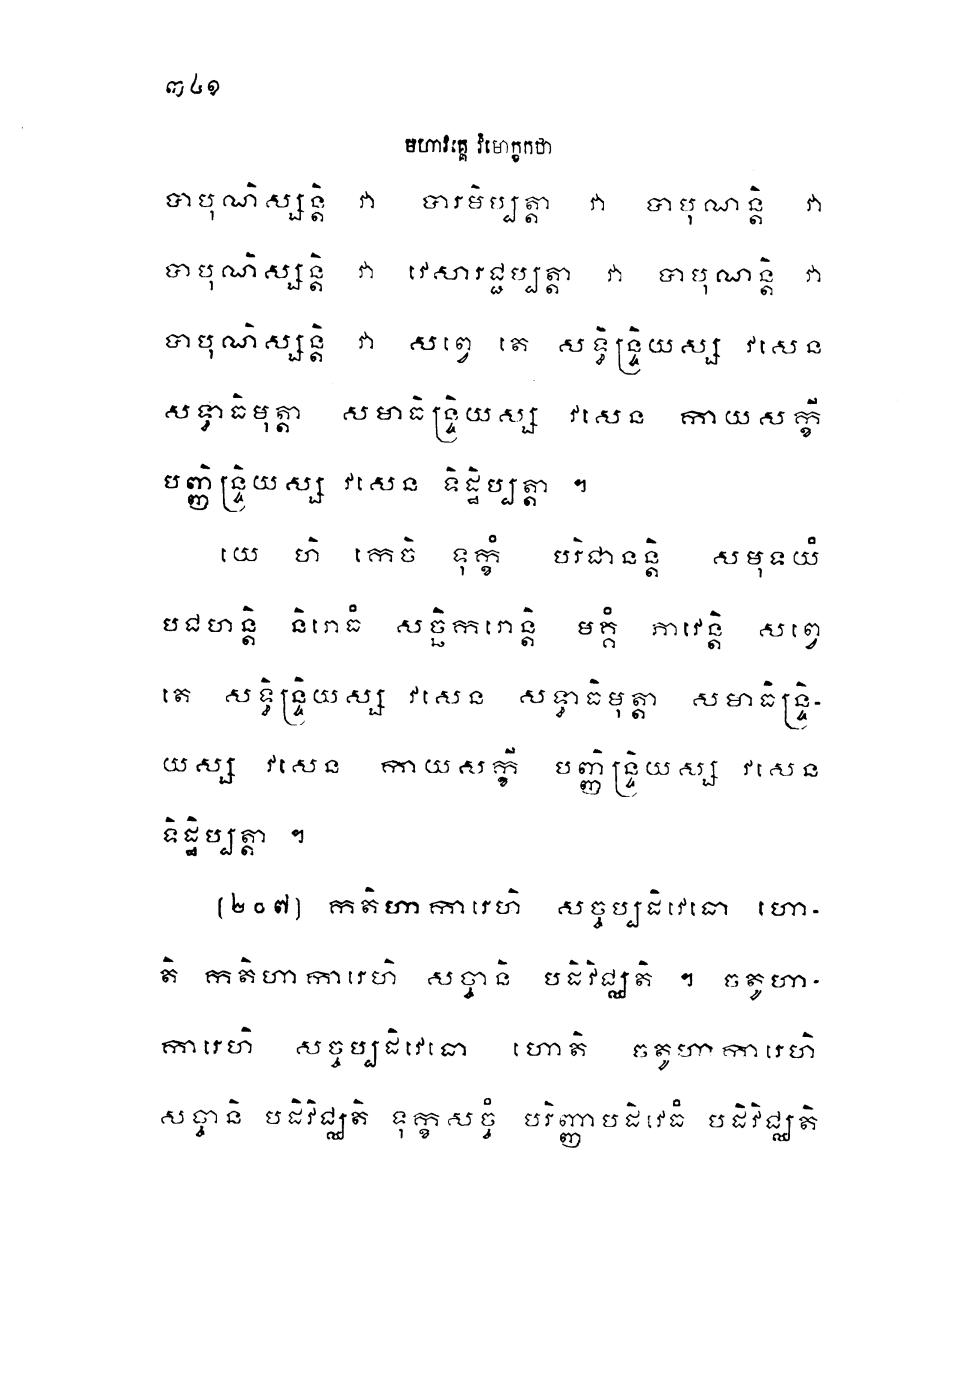 ៣៤១
មហាវគ្គេ វិមោក្ខកថា
បាបុណិស្សន្តិ វា បារមិប្បត្តា វា បាបុណន្តិ វា
បាបុណិស្សន្តិ វា វេសារជ្ជប្បត្តា វា បាបុណន្តិ វា
បាបុណិស្សន្តិ វា សព្វេ តេ សទ្ធិន្ទ្រិយស្ស វសេន
សទ្ធាធិមុត្តា សមាធិន្ទ្រិយស្ស វសេន កាយសក្ខី
បញ្ញិន្ទ្រិយស្ស វសេន ទិដ្ឋិប្បត្តា ។
យេ ហិ កេចិ ទុក្ខំ បរិជានន្តិ សមុទយំ
បជហន្តិ និរោធំ សច្ឆិករោន្តិ មគ្គំ ភាវេន្តិ សព្វេ
តេ សទ្ធិន្ទ្រិយស្ស វសេន សទ្ធាធិមុត្តា សមាធិន្ទ្រិ-
យស្ស វសេន កាយសក្ខី បញ្ញិន្ទ្រិយស្ស វសេន
ទិដ្ឋិប្បត្តា ។
(២០៧) កតិហាការេហិ សច្ចប្បដិវេធោ ហោ-
តិ កតិហាការេហិ សច្ចានិ បដិវិជ្ឈតិ ។ ចតូហា-
ការេហិ សច្ចប្បដិវេធោ ហោតិ ចតូហាការេហិ
សច្ចានិ បដិវិជ្ឈតិ ទុក្ខសច្ចំ បរិញ្ញាបដិវេធំ បដិវិជ្ឈតិ